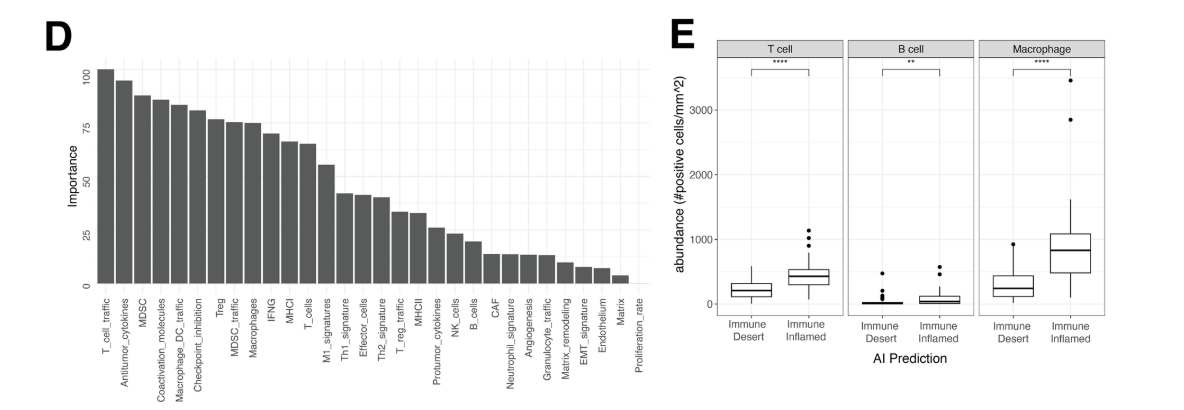 D
Importance
100
75
50
25
0
T_cell_traffic
Antitumor_cytokines
MDSC
Coactivation_molecules
Macrophage_DC_traffic
Checkpoint_inhibition
Treg
MDSC_traffic
Macrophages
IFNG
MHCI
T_cells
M1_signatures
Th1_signature
Effector_cells
Th2_signature
T_reg_traffic
MHCII
Protumor_cytokines
NK_cells
B_cells
CAF
Neutrophil_signature
Angiogenesis
Granulocyte_traffic
Matrix_remodeling
EMT_signature
Endothelium
Matrix
Proliferation_rate
E
T cell
B cell
Macrophage
****
**
****
abundance (#positive cells/mm^2)
3000
2000
1000
0
Immune Desert
Immune Inflamed
Immune Desert
Immune Inflamed
Immune Desert
Immune Inflamed
AI Prediction